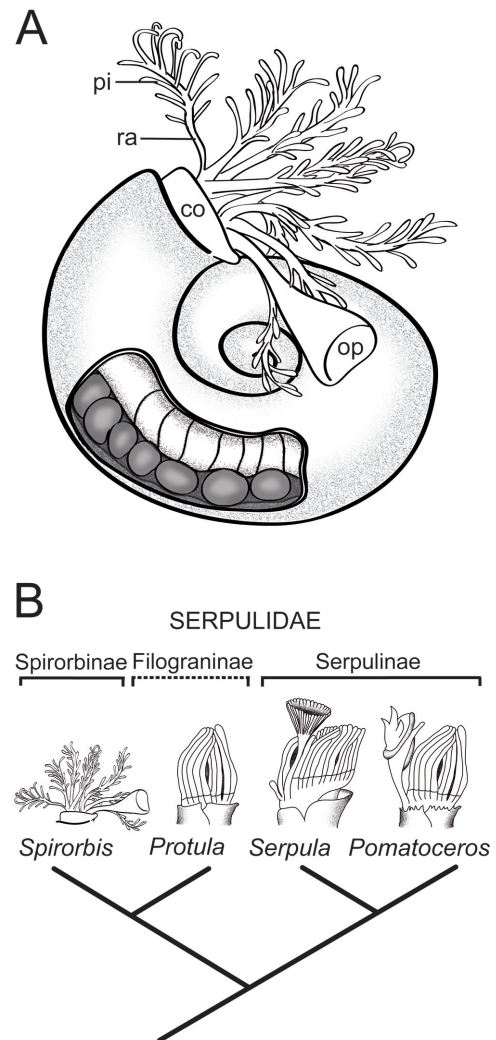 A
pi
ra
co
op
B
SERPULIDAE
Spirorbinae Filograninae Serpulinae
Spirorbis Protula Serpula Pomatoceros